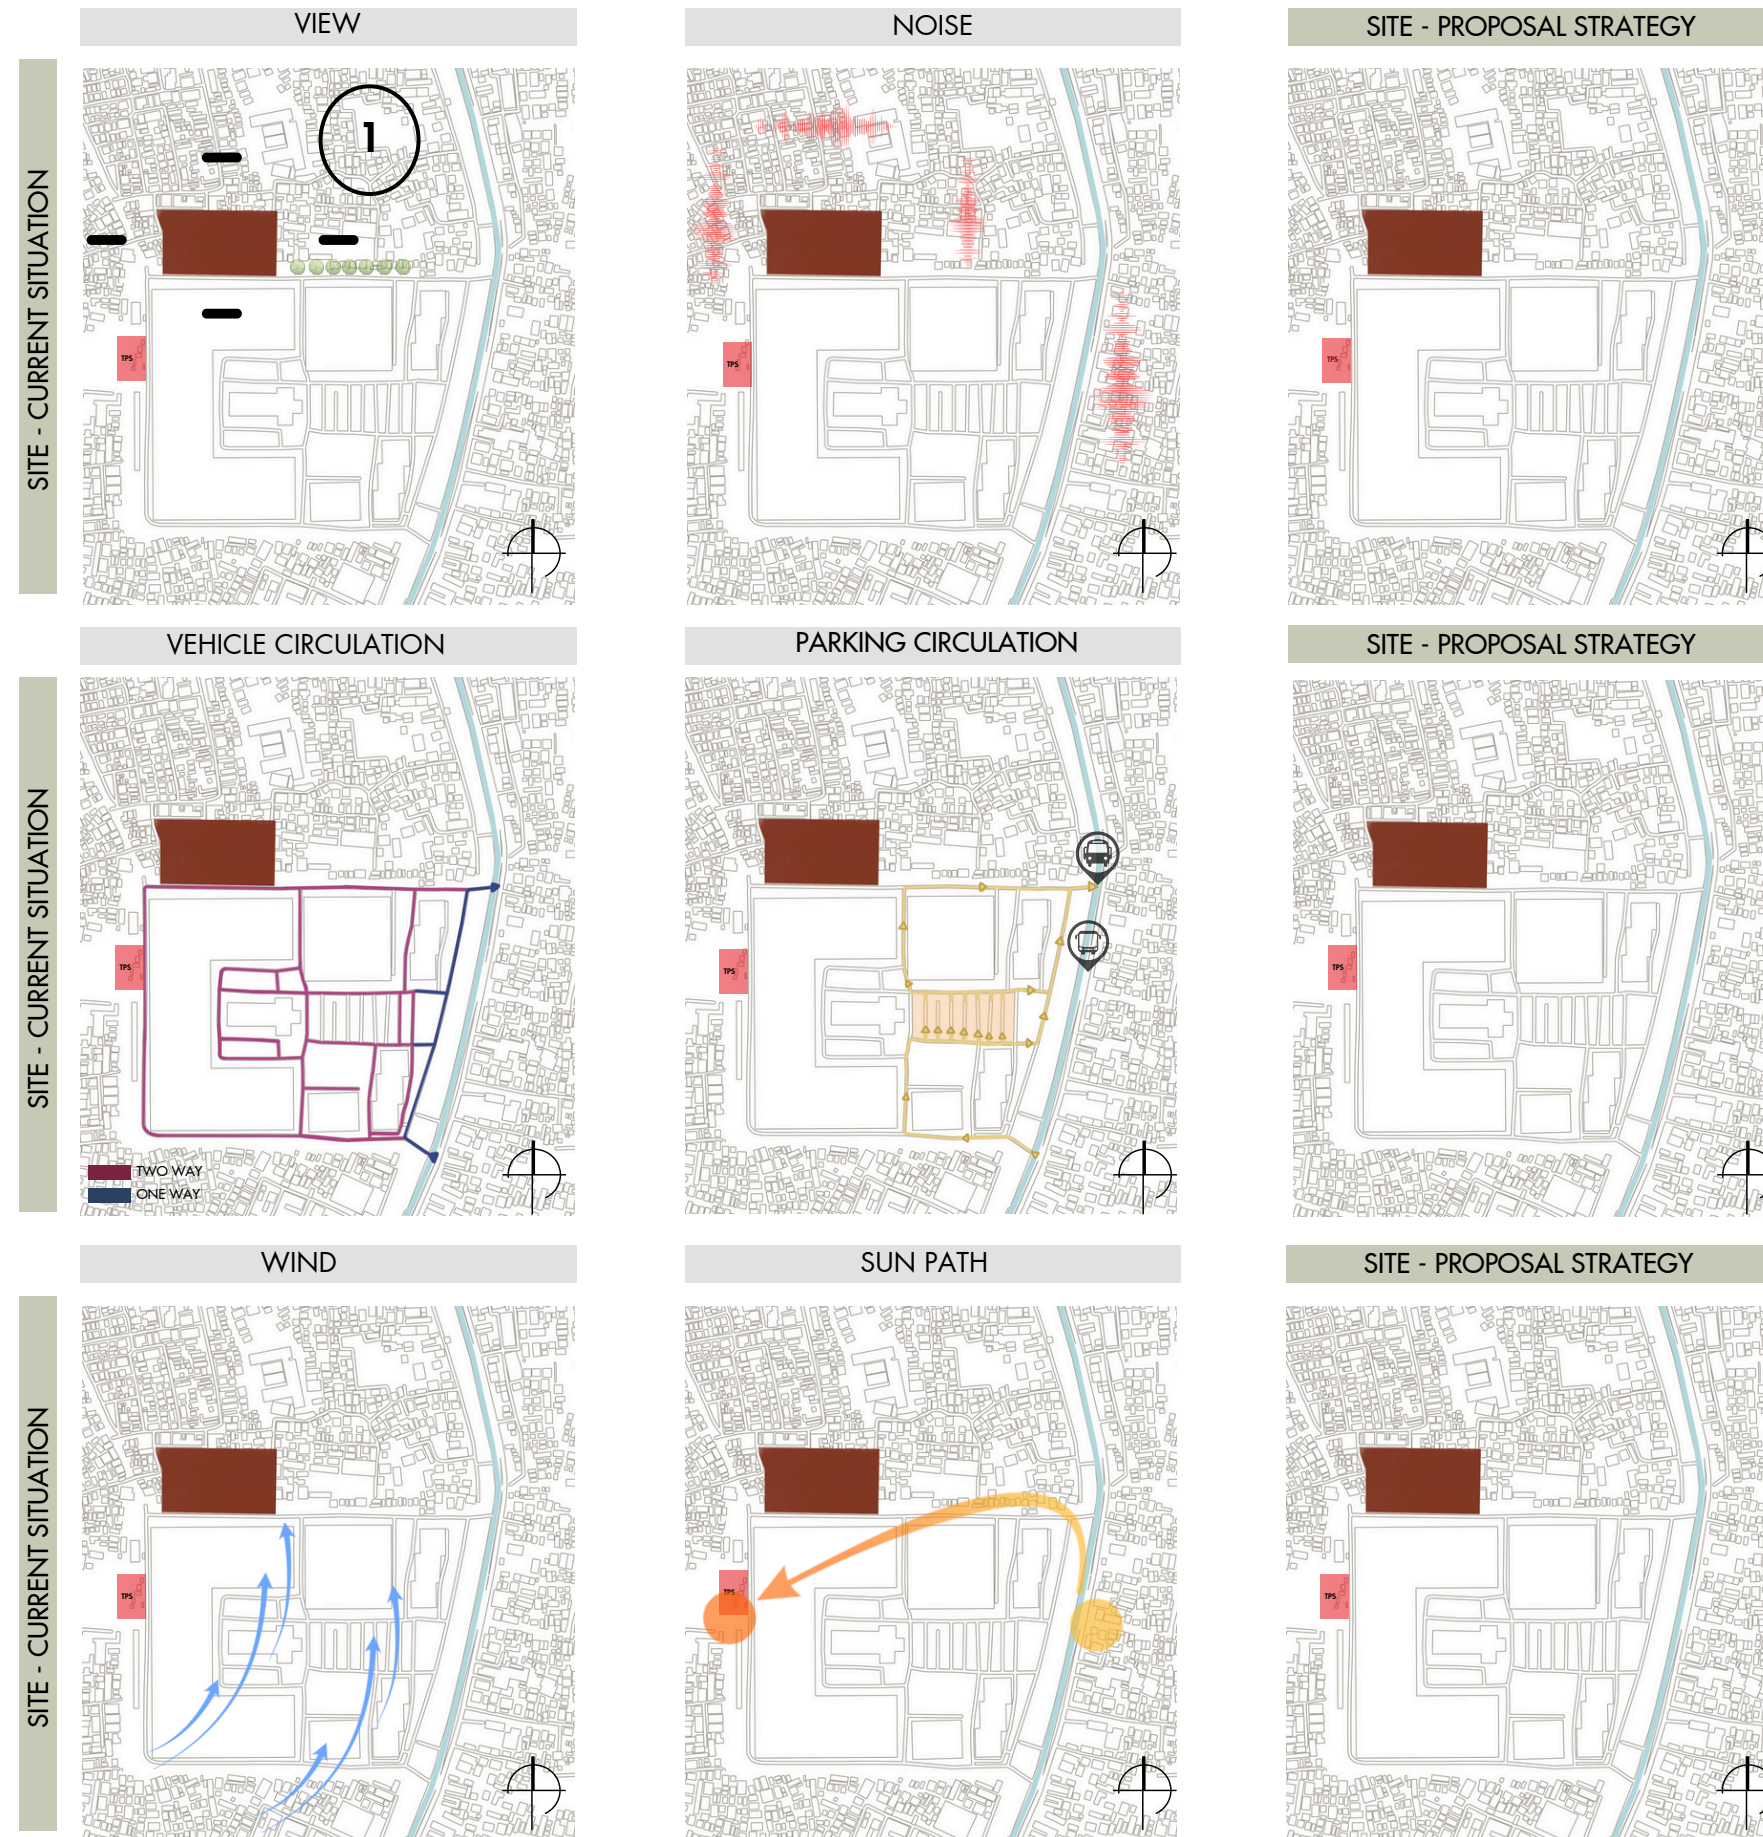 VIEW
NOISE
SITE - PROPOSAL STRATEGY
SITE - CURRENT SITUATION
1
TPS
TPS
TPS
VEHICLE CIRCULATION
PARKING CIRCULATION
SITE - PROPOSAL STRATEGY
SITE - CURRENT SITUATION
TPS
TPS
TPS
TWO WAY
ONE WAY
WIND
SUN PATH
SITE - PROPOSAL STRATEGY
SITE - CURRENT SITUATION
TPS
TPS
TPS